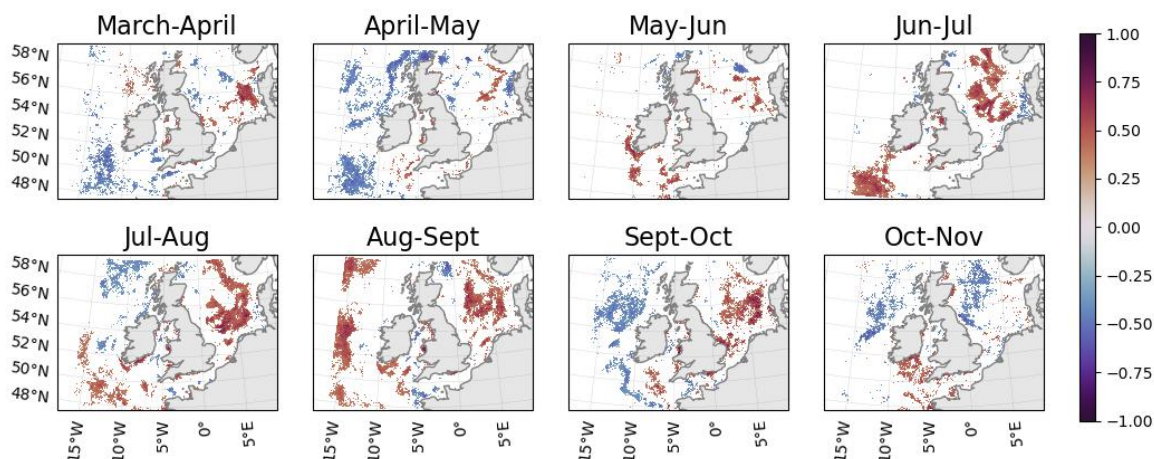 March-April
April-May
May-Jun
Jun-Jul
58°N
56°N
54°N
52°N
50°N
48°N
Jul-Aug
Aug-Sept
Sept-Oct
Oct-Nov
58°N
56°N
54°N
52°N
50°N
48°N
15°W
10°W
5°W
0°
5°E
15°W
10°W
5°W
0°
5°E
15°W
10°W
5°W
0°
5°E
15°W
10°W
5°W
0°
5°E
1.00
0.75
0.50
0.25
0.00
−0.25
−0.50
−0.75
−1.00